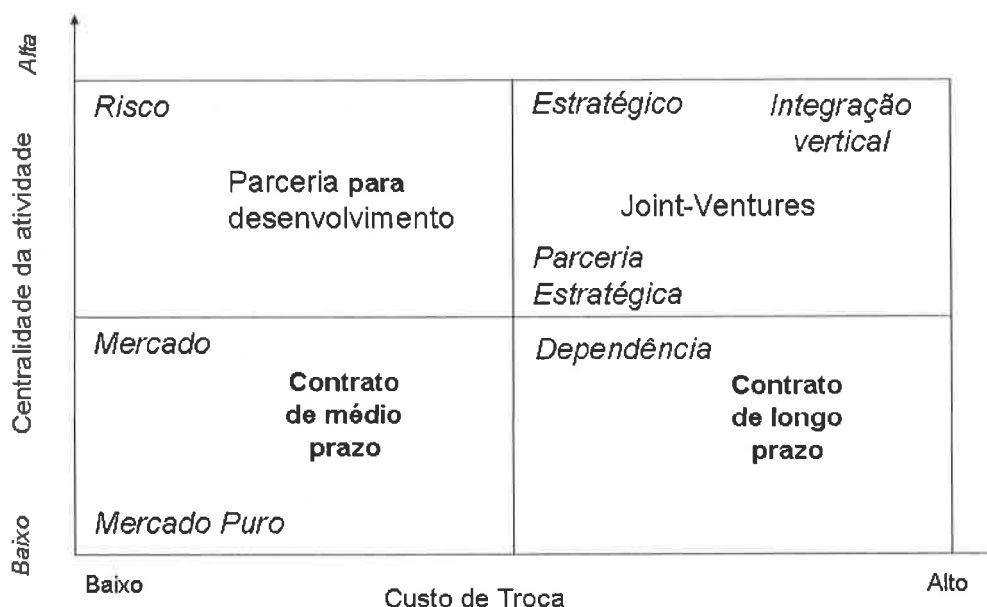 Alta
Centralidade da atividade
Baixo
Risco
Parceria para
desenvolvimento
Estratégico
Integração
vertical
Joint-Ventures
Parceria
Estratégica
Mercado
Contrato
de médio
prazo
Mercado Puro
Dependência
Contrato
de longo
prazo
Baixo
Custo de Troca
Alto